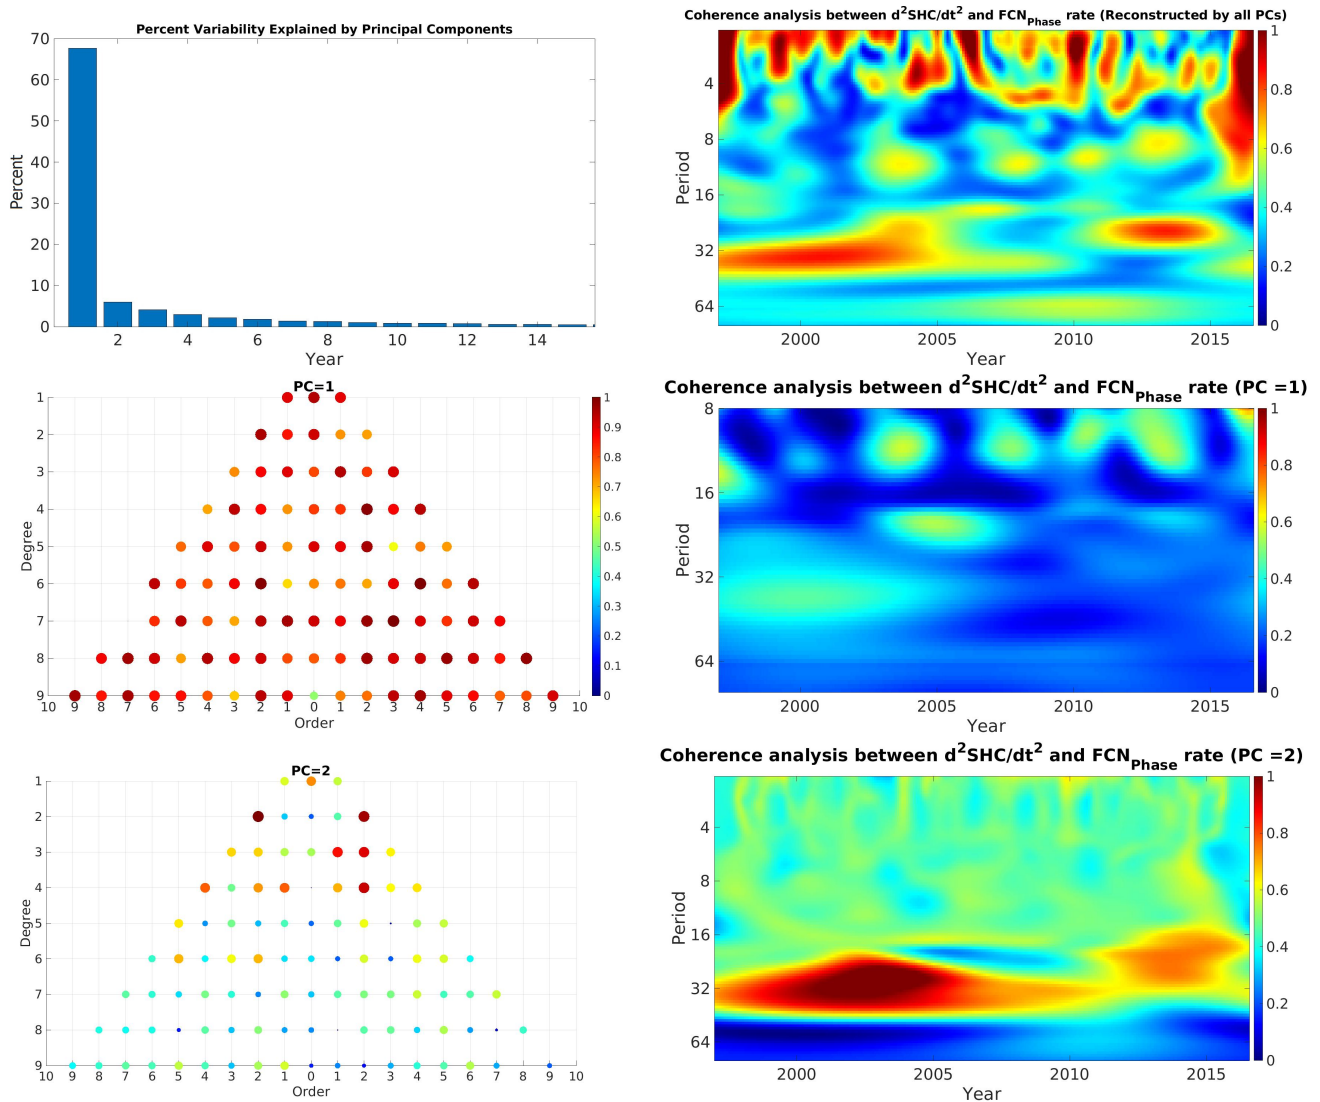 Percent Variability Explained by Principal Components
70
60
50
40
30
20
10
0
Percent
2 4 6 8 10 12 14
Year
Coherence analysis between d²SHC/dt² and FCN_Phase rate (Reconstructed by all PCs)
4
8
16
32
64
Period
2000 2005 2010 2015
Year
1
0.8
0.6
0.4
0.2
0
PC=1
1
2
3
4
5
6
7
8
9
Degree
10 9 8 7 6 5 4 3 2 1 0 1 2 3 4 5 6 7 8 9 10
Order
1
0.9
0.8
0.7
0.6
0.5
0.4
0.3
0.2
0.1
0
Coherence analysis between d²SHC/dt² and FCN_Phase rate (PC =1)
8
16
32
64
Period
2000 2005 2010 2015
Year
1
0.8
0.6
0.4
0.2
0
PC=2
1
2
3
4
5
6
7
8
9
Degree
10 9 8 7 6 5 4 3 2 1 0 1 2 3 4 5 6 7 8 9 10
Order
Coherence analysis between d²SHC/dt² and FCN_Phase rate (PC =2)
4
8
16
32
64
Period
2000 2005 2010 2015
Year
1
0.8
0.6
0.4
0.2
0